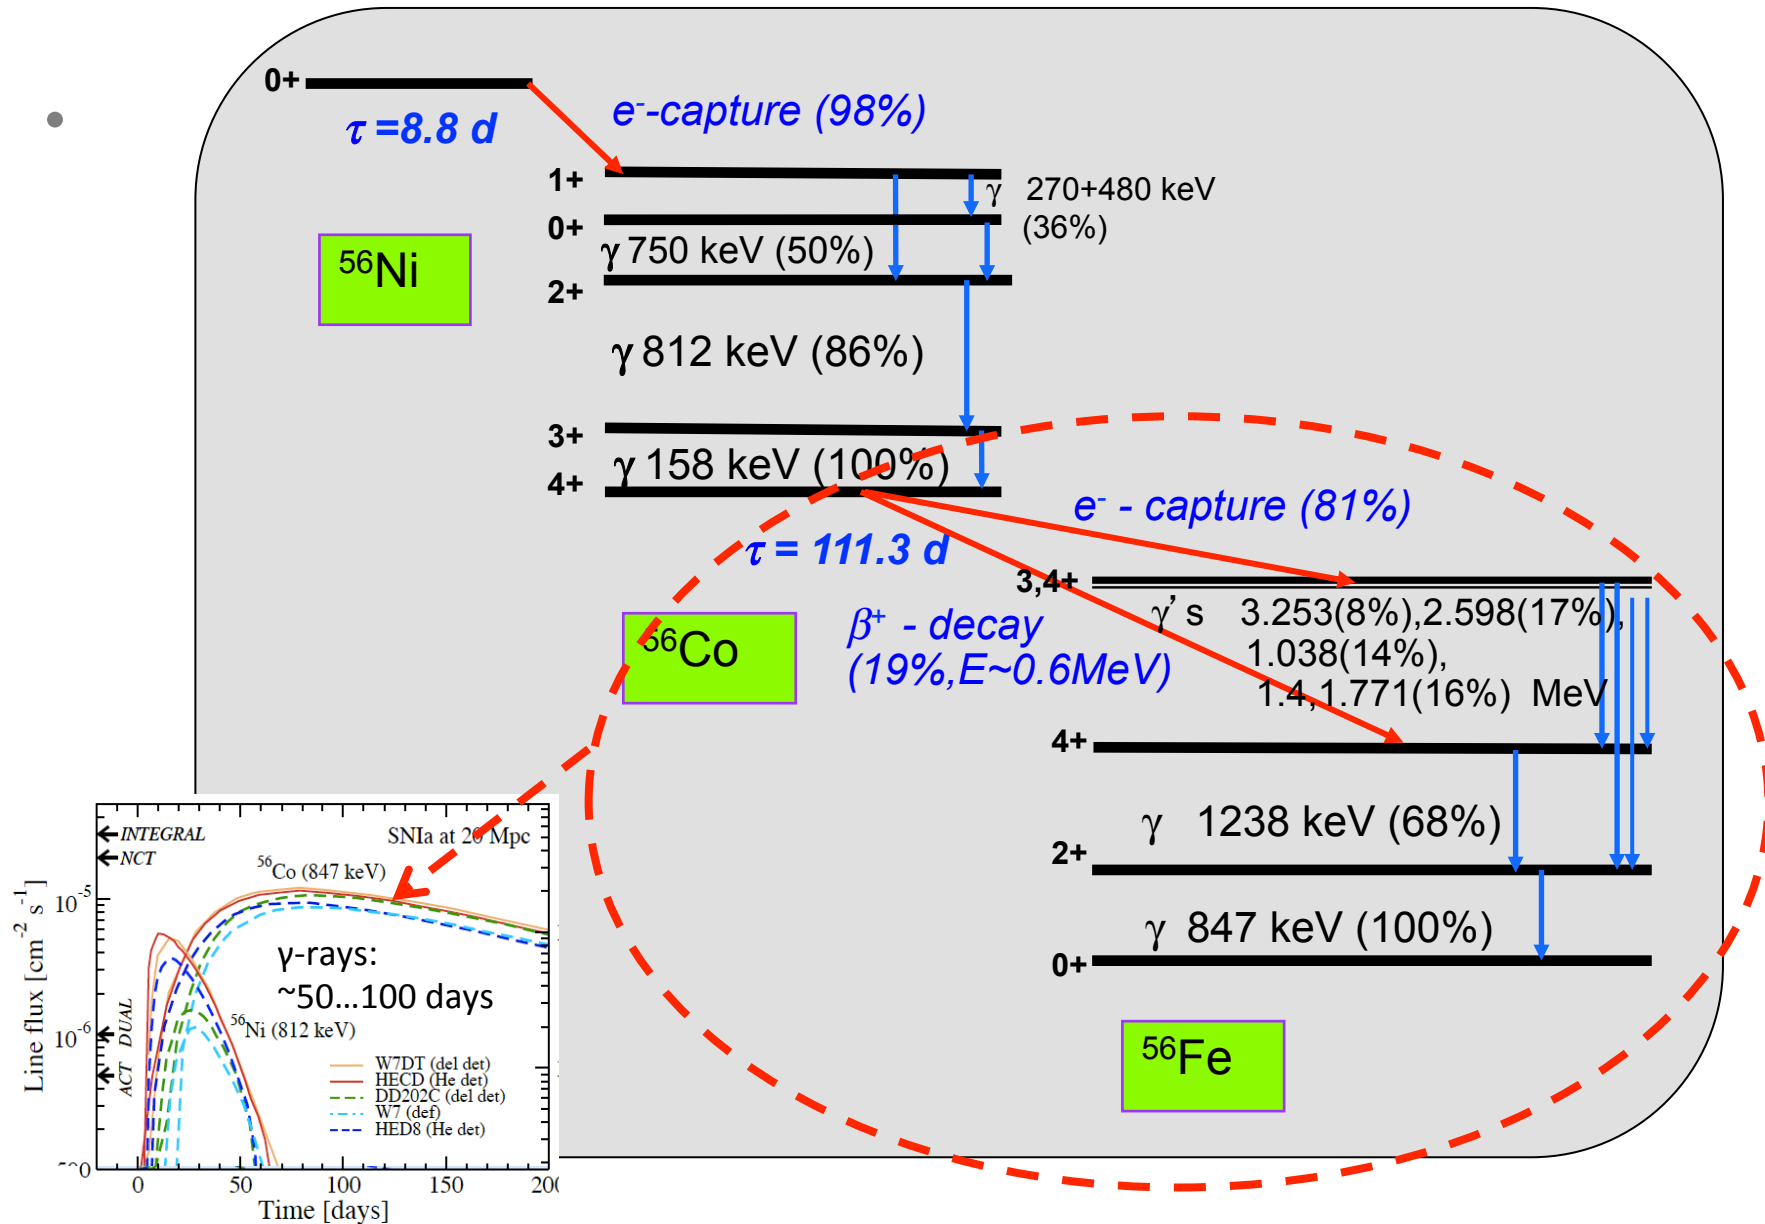 0+
τ =8.8 d
e⁻-capture (98%)
1+
γ 270+480 keV
(36%)
0+
γ 750 keV (50%)
2+
⁵⁶Ni
γ 812 keV (86%)
3+
γ 158 keV (100%)
4+
e⁻ - capture (81%)
τ = 111.3 d
3,4+
γ's 3.253(8%),2.598(17%),
1.038(14%),
1.4,1.771(16%) MeV
⁵⁶Co
β⁺ - decay
(19%,E~0.6MeV)
4+
γ 1238 keV (68%)
2+
γ 847 keV (100%)
0+
⁵⁶Fe
INTEGRAL
NCT
SNIa at 20 Mpc
⁵⁶Co (847 keV)
10⁻⁵
γ-rays:
~50...100 days
⁵⁶Ni (812 keV)
10⁻⁶
DUAL
ACT
Line flux [cm⁻² s⁻¹]
W7DT (del det)
HECD (He det)
DD202C (del det)
W7 (def)
HED8 (He det)
0 50 100 150 200
Time [days]